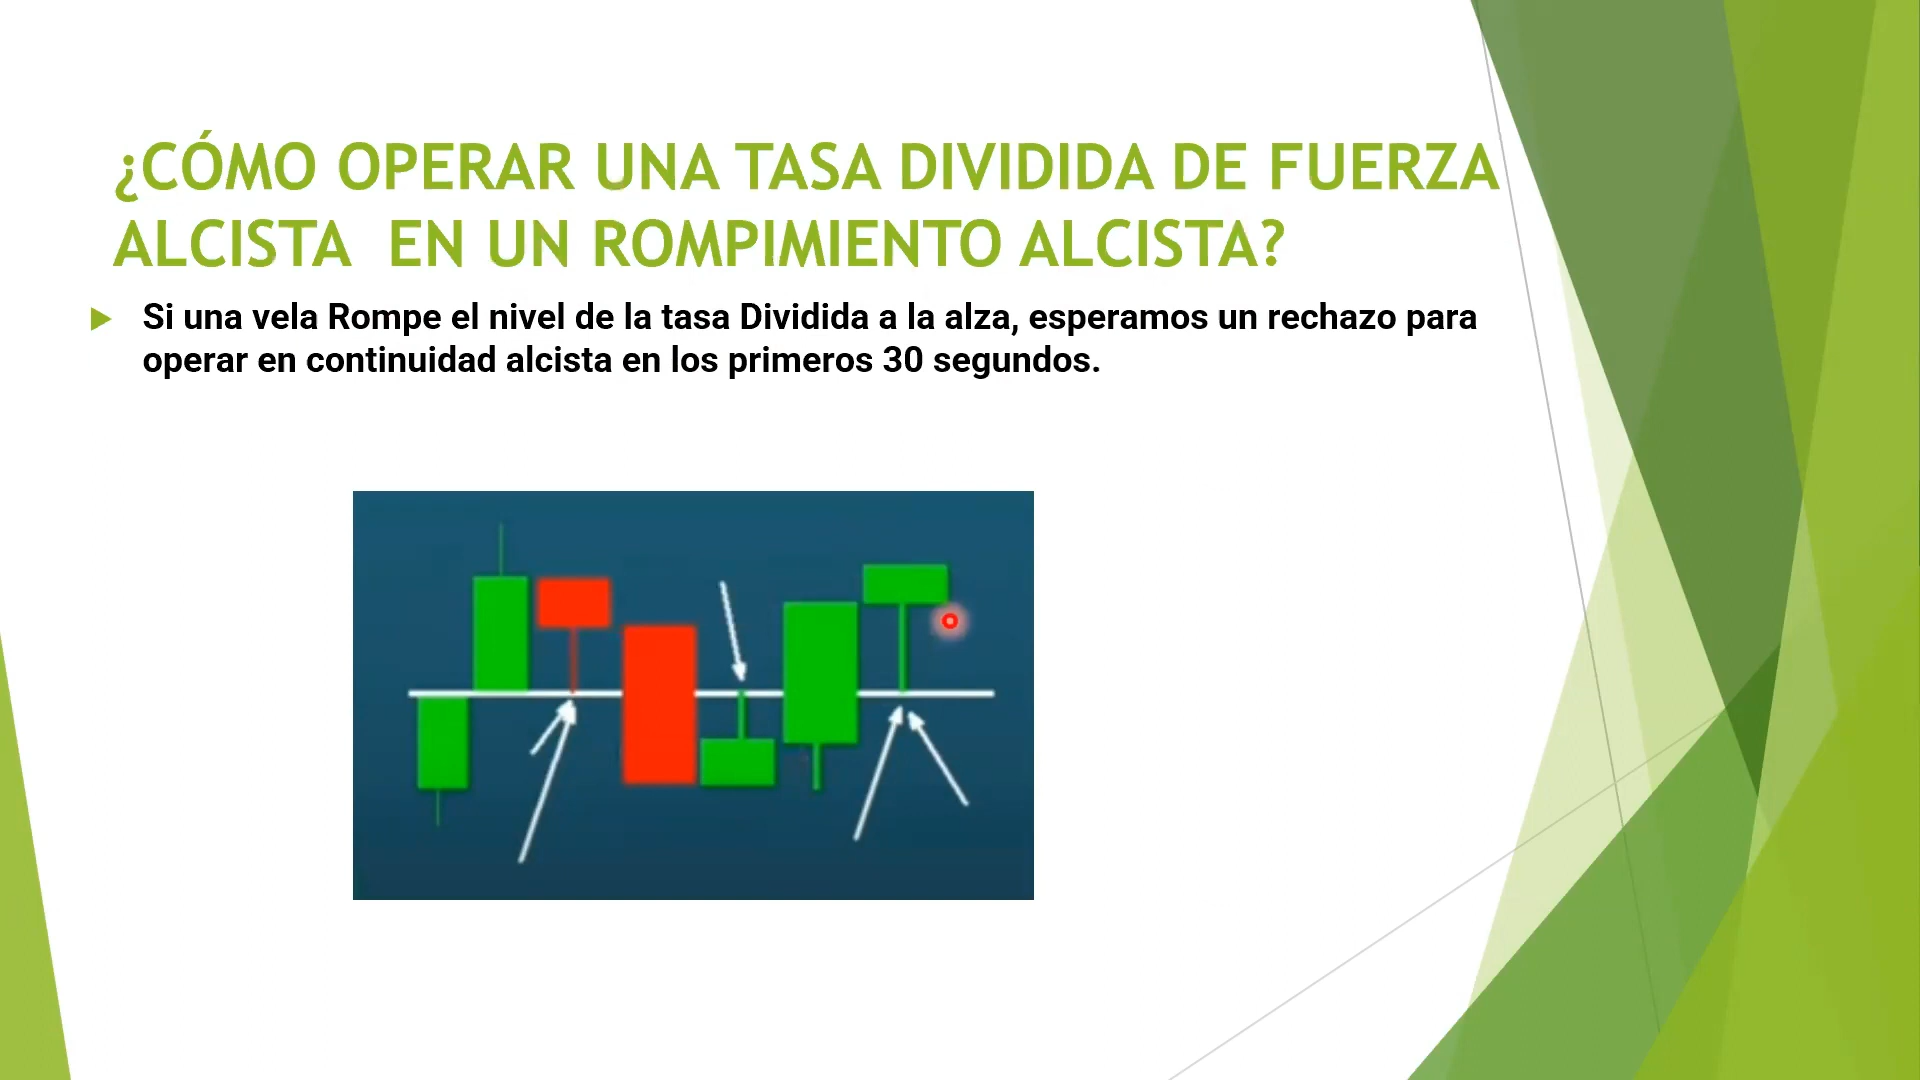 ¿CÓMO OPERAR UNA TASA DIVIDIDA DE FUERZA
ALCISTA  EN UN ROMPIMIENTO ALCISTA?
Si una vela Rompe el nivel de la tasa Dividida a la alza, esperamos un rechazo para
operar en continuidad alcista en los primeros 30 segundos.